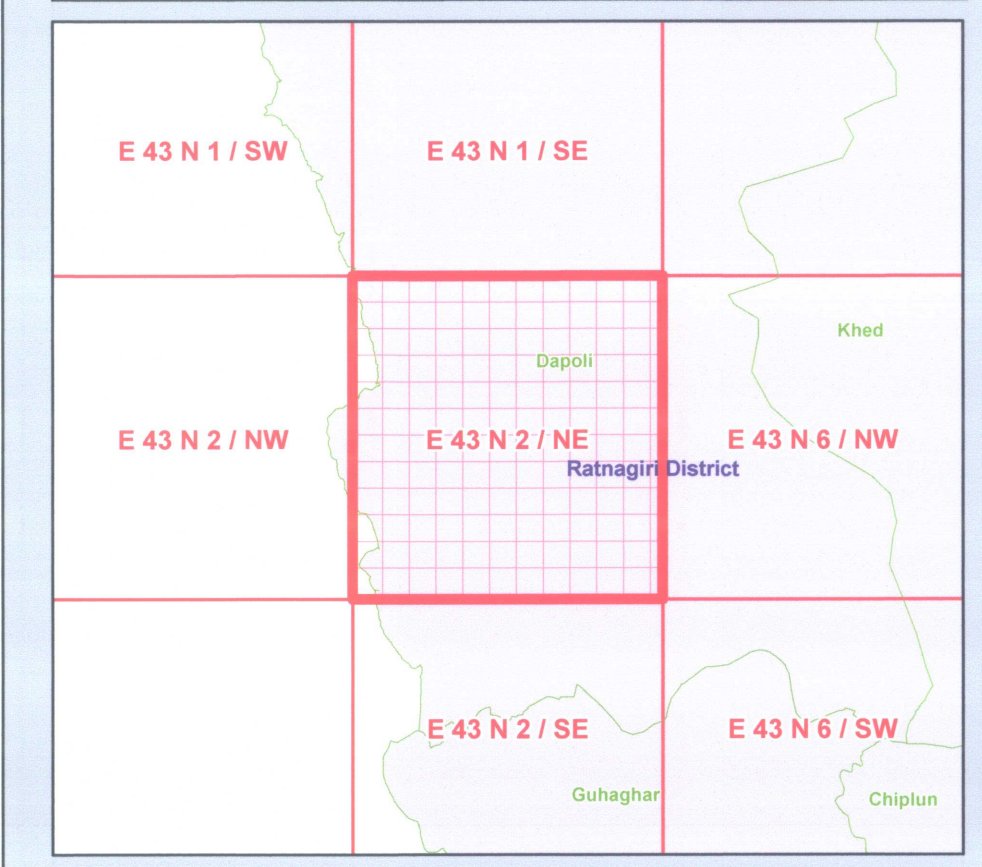 E 43 N 1 / SW
E 43 N 1 / SE
Khed
Dapoli
E 43 N 2 / NW
E 43 N 2 / NE
E 43 N 6 / NW
Ratnagiri District
E 43 N 2 / SE
E 43 N 6 / SW
Guhaghar
Chiplun